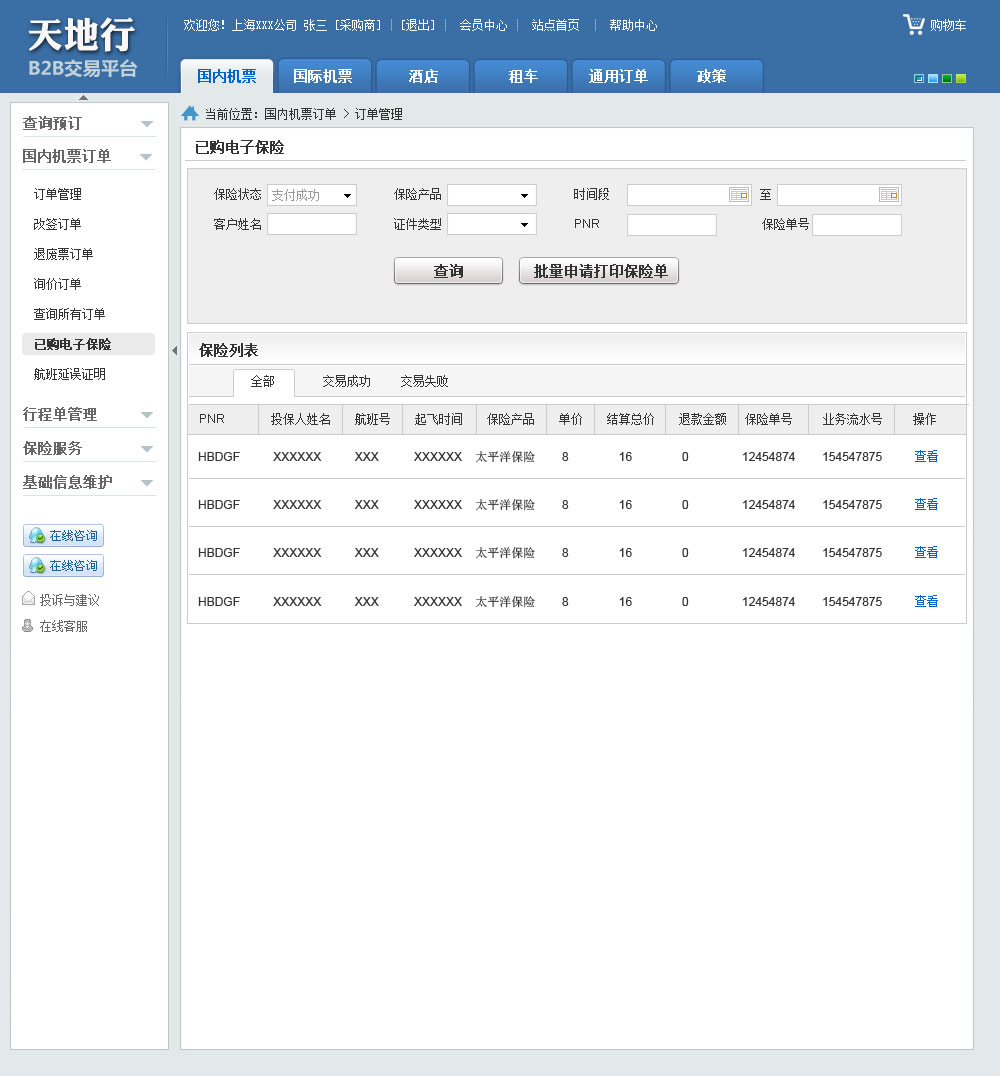 天地行
B2B交易平台
欢迎您! 上海XXX公司 张三 [采购商] | [退出] | 会员中心 | 站点首页 | 帮助中心
购物车
国内机票 国际机票 酒店 租车 通用订单 政策
查询预订
国内机票订单
订单管理
改签订单
退废票订单
询价订单
查询所有订单
已购电子保险
航班延误证明
行程单管理
保险服务
基础信息维护
在线咨询
在线咨询
投诉与建议
在线客服
当前位置: 国内机票订单 > 订单管理
已购电子保险
保险状态 支付成功 保险产品 时间段 至
客户姓名 证件类型 PNR 保险单号
查询 批量申请打印保险单
保险列表
全部 交易成功 交易失败
PNR 投保人姓名 航班号 起飞时间 保险产品 单价 结算总价 退款金额 保险单号 业务流水号 操作
HBDGF XXXXXX XXX XXXXXX 太平洋保险 8 16 0 12454874 154547875 查看
HBDGF XXXXXX XXX XXXXXX 太平洋保险 8 16 0 12454874 154547875 查看
HBDGF XXXXXX XXX XXXXXX 太平洋保险 8 16 0 12454874 154547875 查看
HBDGF XXXXXX XXX XXXXXX 太平洋保险 8 16 0 12454874 154547875 查看